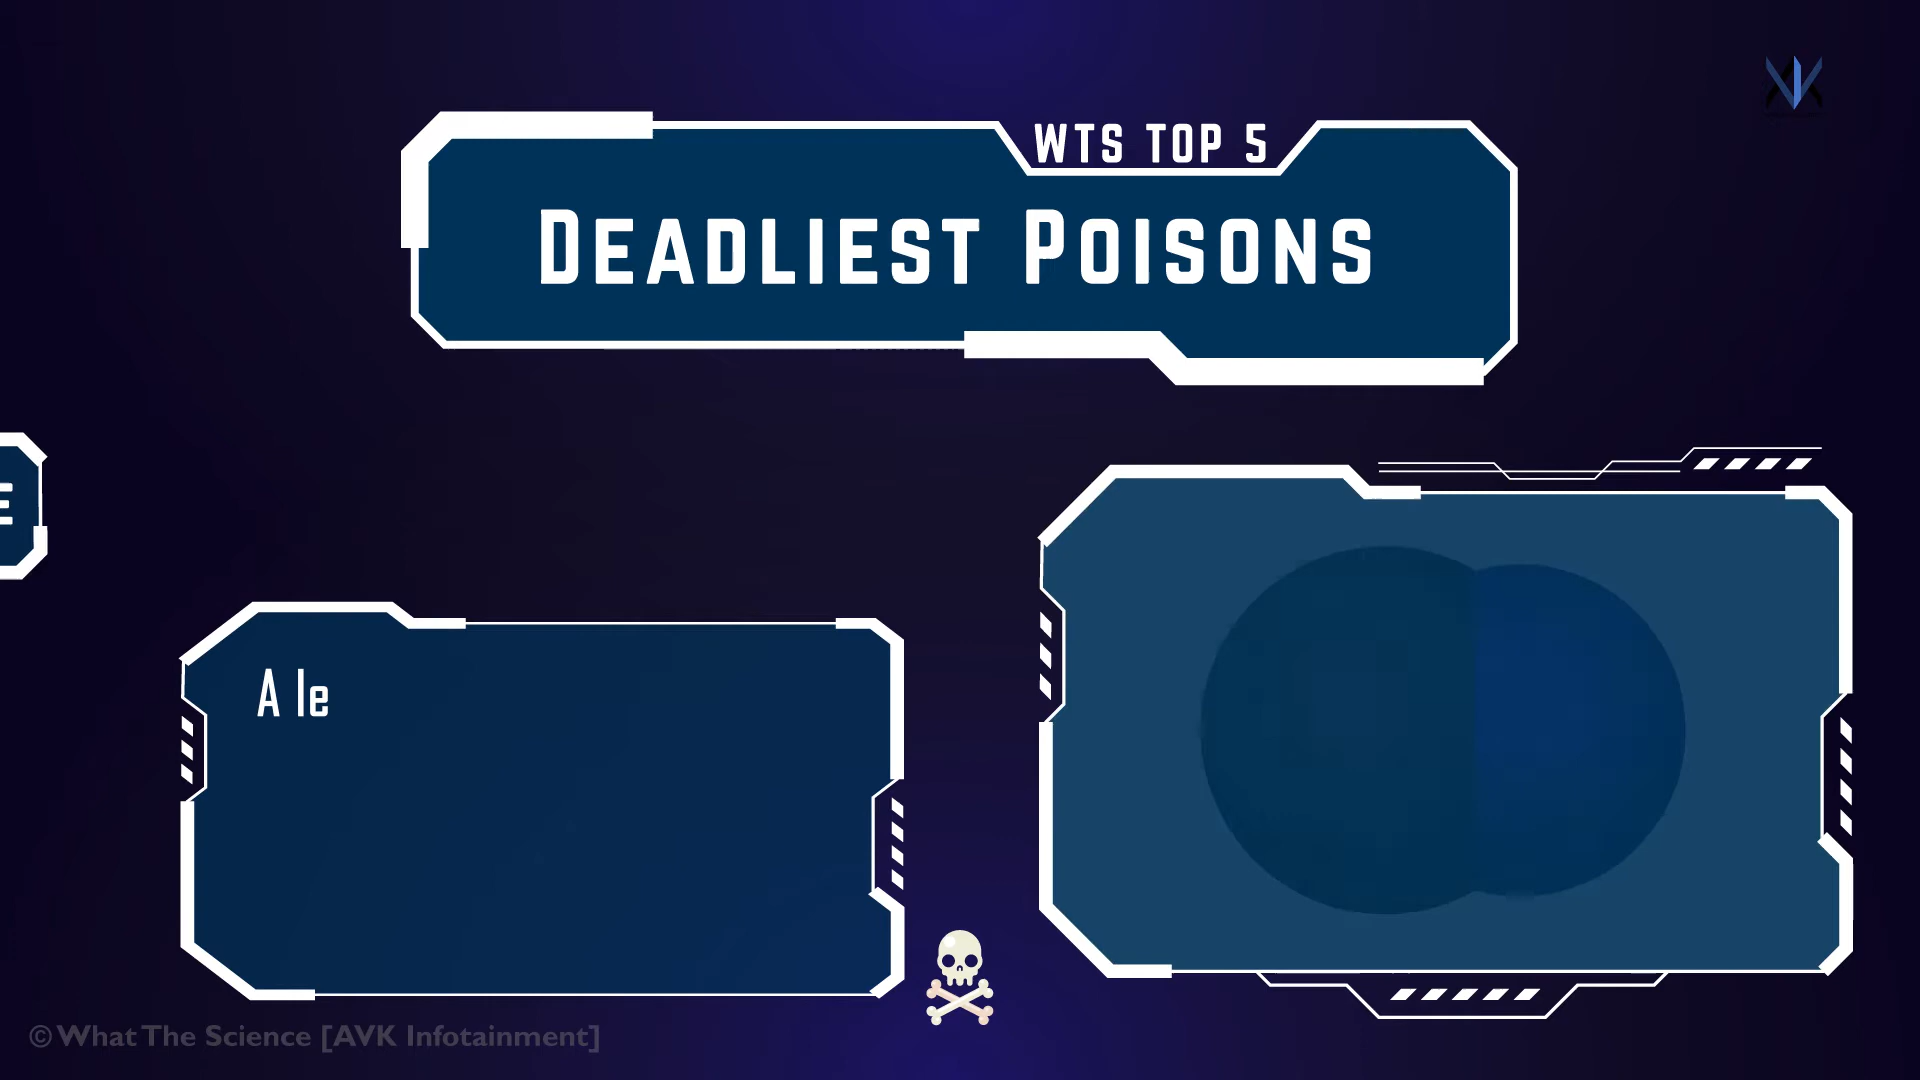 WTS TOP 5
DEADLIEST POISONS
E
A le
© What The Science [AVK Infotainment]